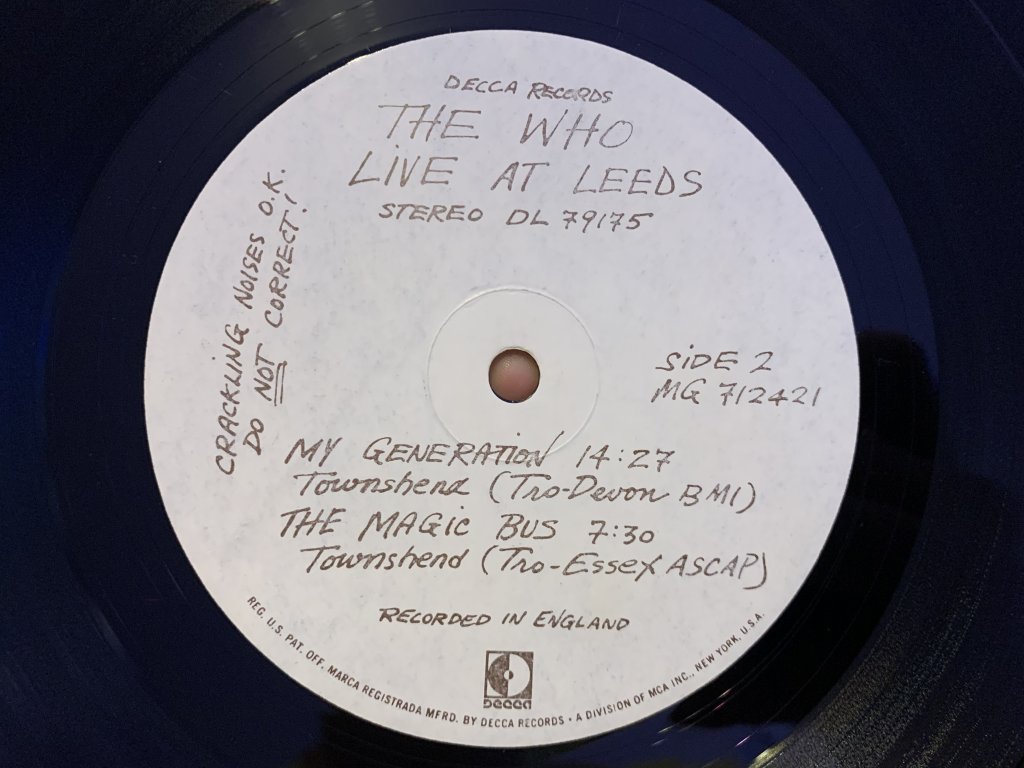 DECCA RECORDS
THE WHO
LIVE AT LEEDS
STEREO DL 79175
CRACKLING NOISES O.K.
DO NOT CORRECT!
SIDE 2
MG 712421
MY GENERATION 14:27
Townshend (Tro-Devon BMI)
THE MAGIC BUS 7:30
Townshend (Tro-Essex ASCAP)
RECORDED IN ENGLAND
DECCA
REG. U.S. PAT. OFF. MARCA REGISTRADA MFRD. BY DECCA RECORDS • A DIVISION OF MCA INC., NEW YORK, U.S.A.